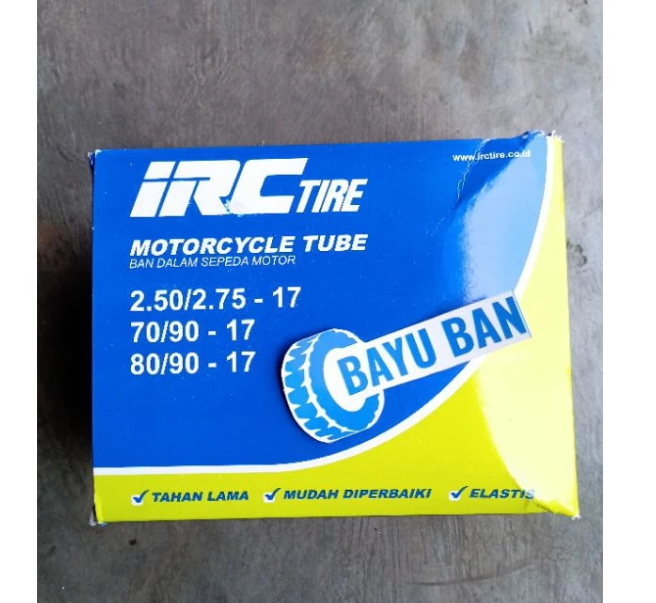 IRC TIRE
www.irctire.co.id
MOTORCYCLE TUBE
BAN DALAM SEPEDA MOTOR
2.50/2.75 - 17
70/90 - 17
80/90 - 17
BAYU BAN
TAHAN LAMA MUDAH DIPERBAIKI ELASTIS